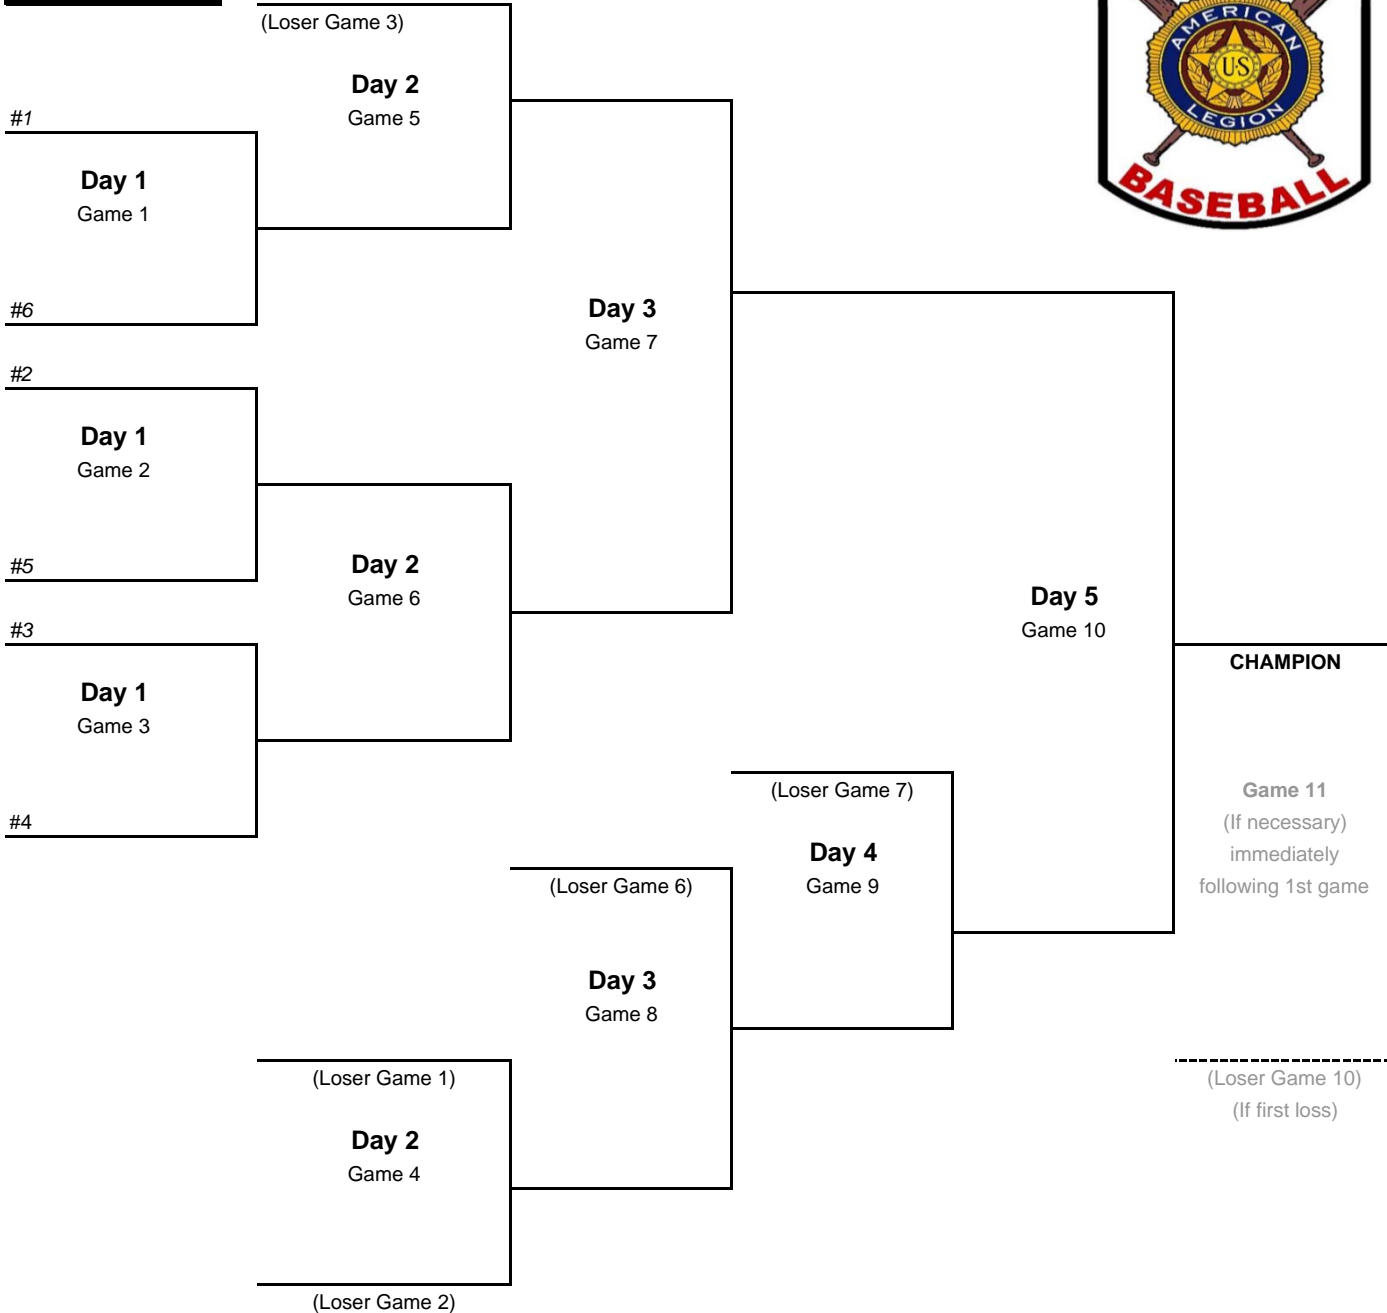 (Loser Game 3)
Day 2
Game 5
#1
Day 1
Game 1
#6
#2
Day 1
Game 2
#5
Day 2
Game 6
#3
Day 1
Game 3
#4
Day 3
Game 7
AMERICAN
U·S
LEGION
BASEBALL
Day 5
Game 10
CHAMPION
(Loser Game 7)
Day 4
Game 9
Game 11
(If necessary)
immediately
following 1st game
(Loser Game 6)
Day 3
Game 8
(Loser Game 1)
Day 2
Game 4
(Loser Game 2)
(Loser Game 10)
(If first loss)